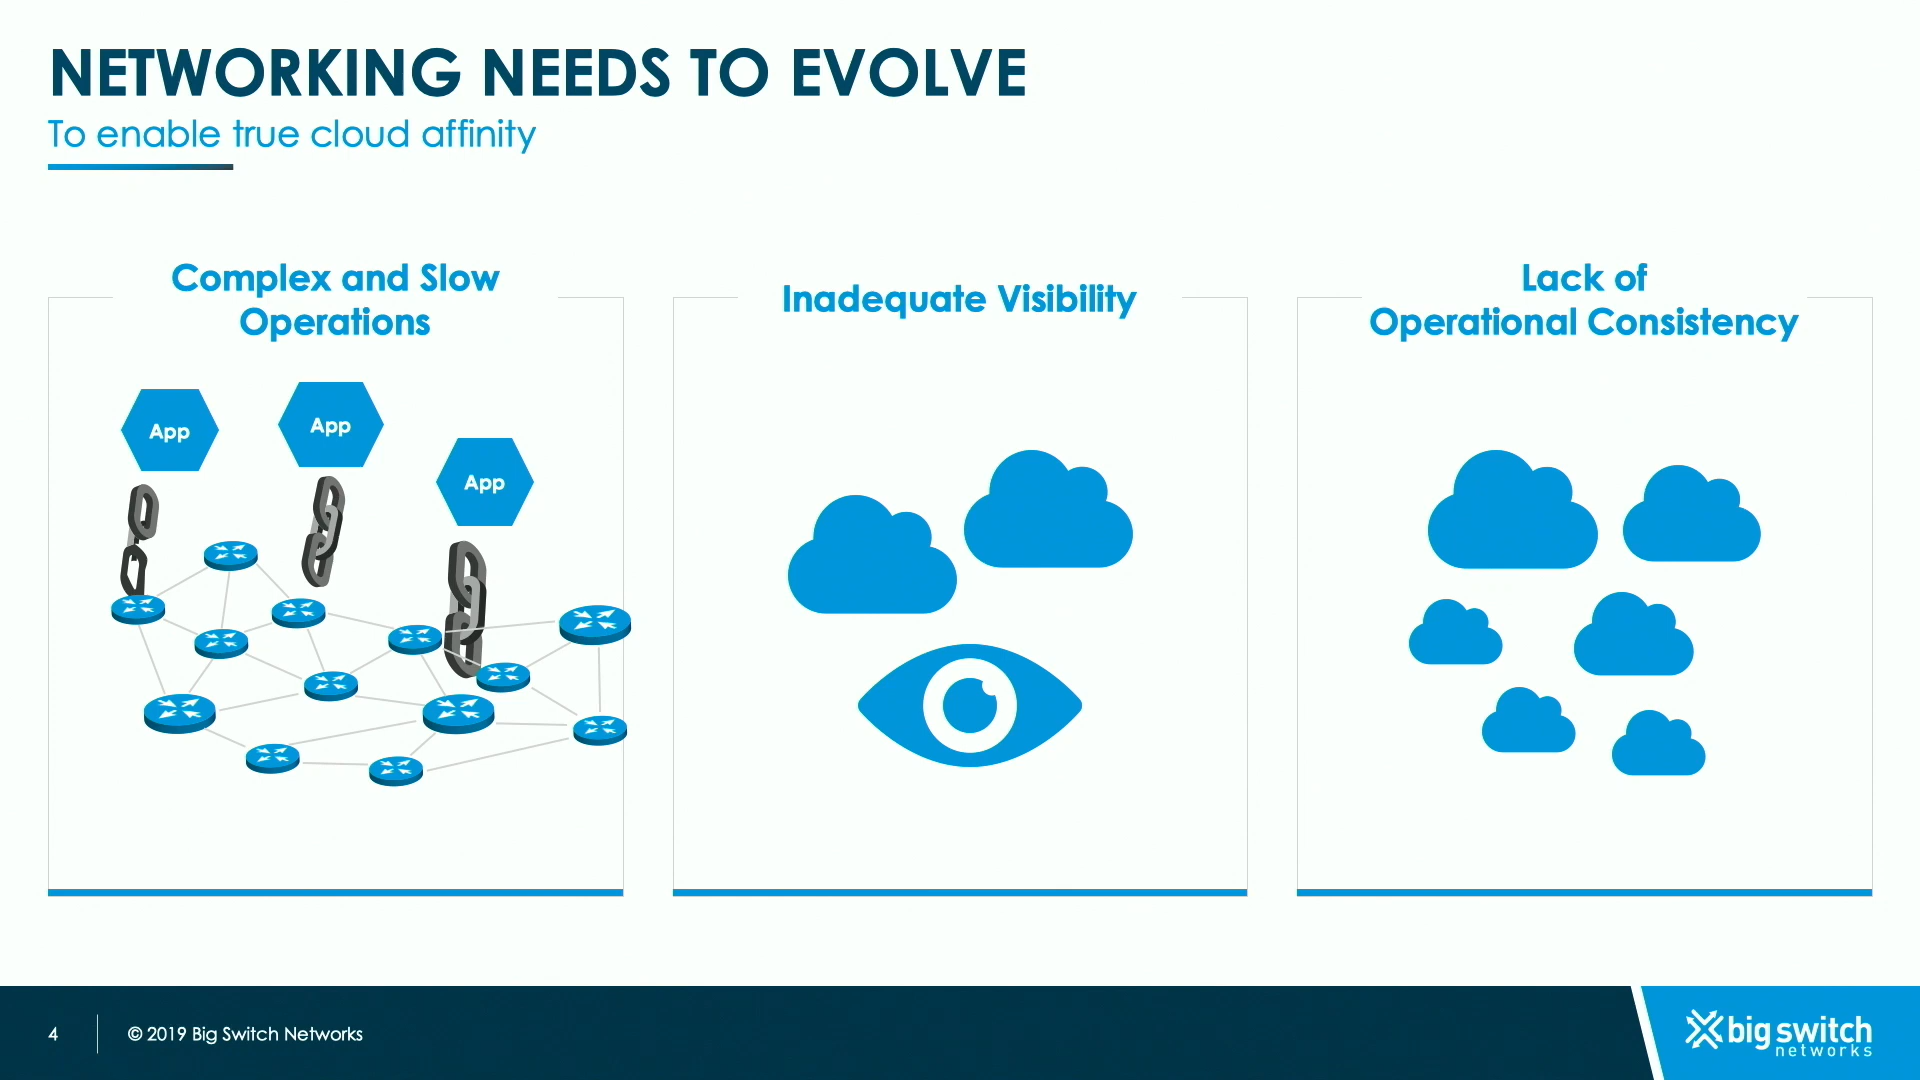 NETWORKING NEEDS TO EVOLVE
To enable true cloud affinity
Complex and Slow
Operations
App
App
App
Inadequate Visibility
Lack of
Operational Consistency
4
© 2019 Big Switch Networks
big switch
networks